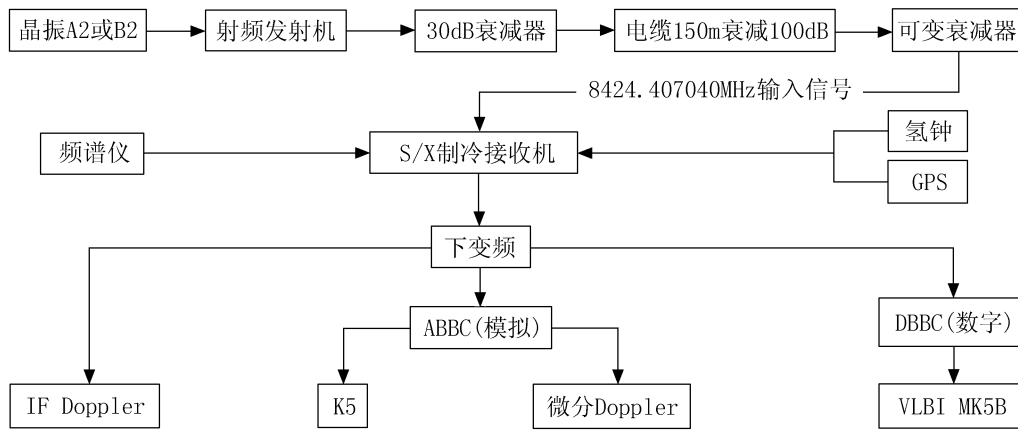 晶振A2或B2
射频发射机
30dB衰减器
电缆150m衰减100dB
可变衰减器
8424.407040MHz输入信号
频谱仪
S/X制冷接收机
氢钟
GPS
下变频
ABBC(模拟)
DBBC(数字)
IF Doppler
K5
微分Doppler
VLBI MK5B